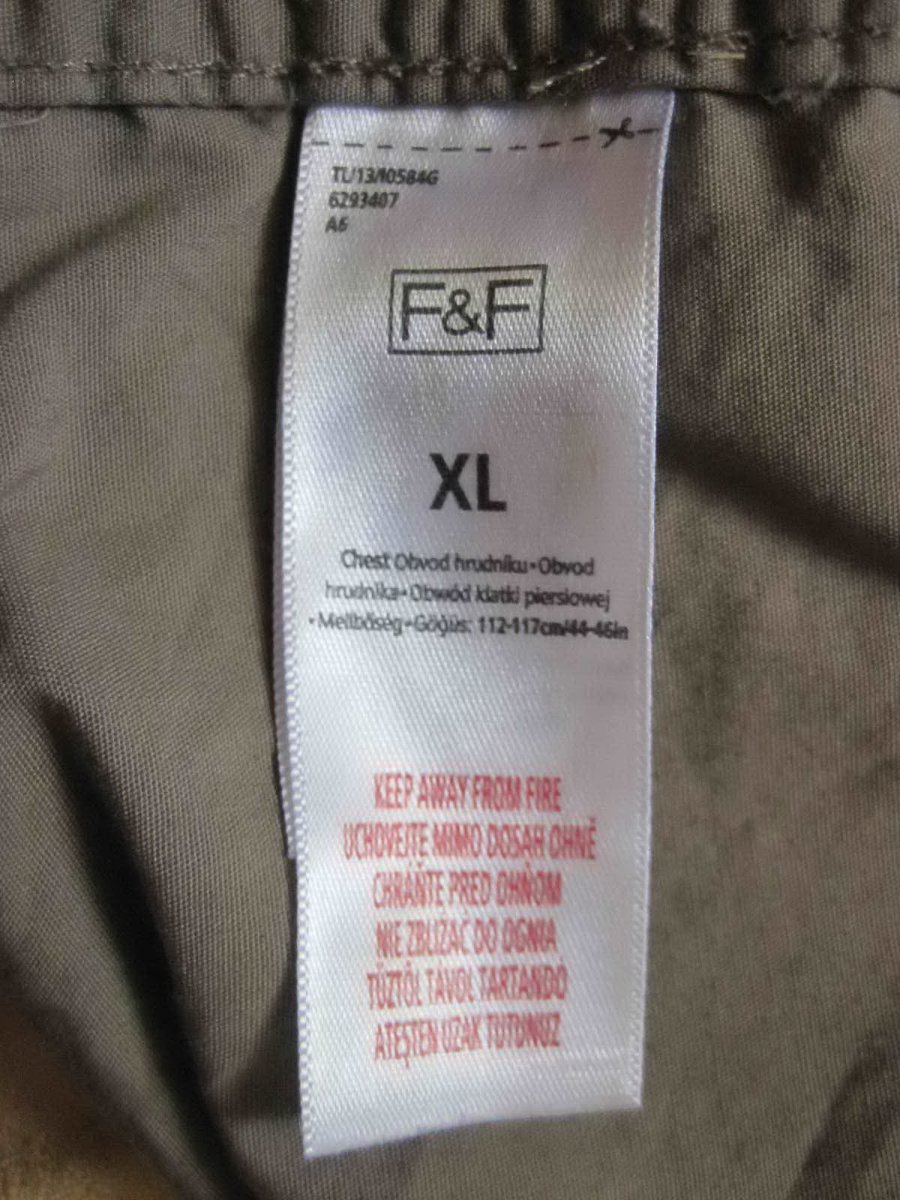 TL/13/10584G
6293407
A6
F&F
XL
Chest Obvod hrudníku•Obvod
hrudníka•Obwód klatki piersiowej
•Mellbőség•Göğüs: 112-117cm/44-46in
KEEP AWAY FROM FIRE
UCHOVEJTE MIMO DOSAH OHNĚ
CHRÁŇTE PRED OHŇOM
NIE ZBLIŻAĆ DO OGNIA
TŰZTŐL TÁVOL TARTANDÓ
ATEŞTEN UZAK TUTUNUZ